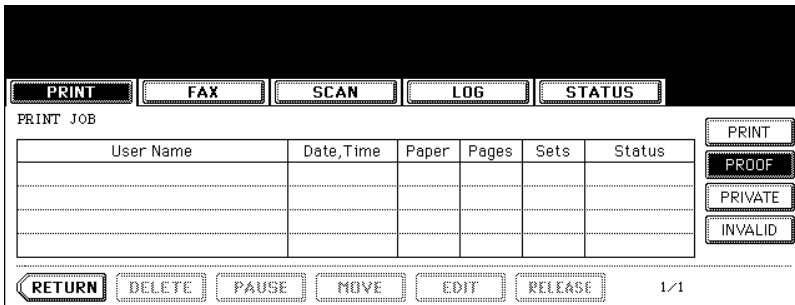 PRINT FAX SCAN LOG STATUS
PRINT JOB
PRINT
User Name Date,Time Paper Pages Sets Status
PROOF
PRIVATE
INVALID
RETURN DELETE PAUSE MOVE EDIT RELEASE 1/1